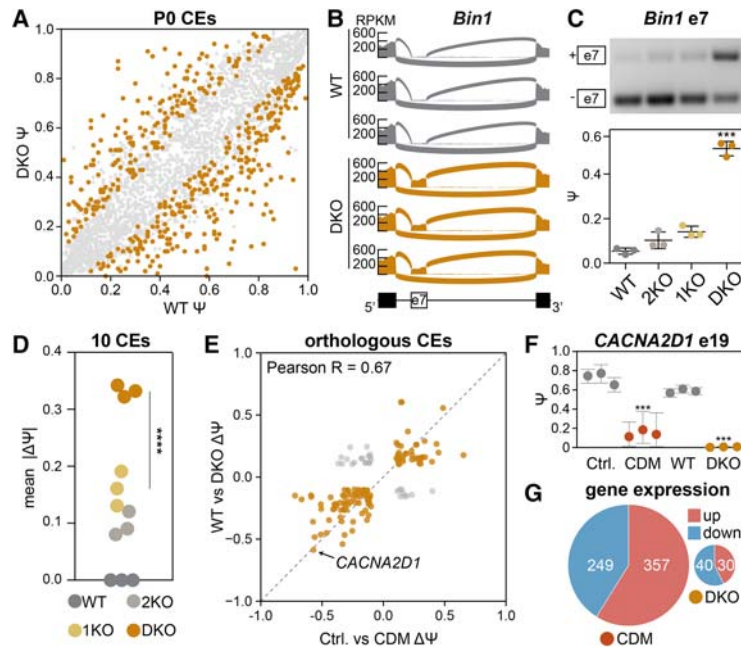 A
P0 CEs
DKO Ψ
1.0
0.8
0.6
0.4
0.2
0.0
0.0 0.2 0.4 0.6 0.8 1.0
WT Ψ
B
Bin1
RPKM
WT
600
200
600
200
600
200
DKO
600
200
600
200
600
200
5' e7 3'
C
Bin1 e7
+ e7
- e7
Ψ
0.6
0.2
0.0
***
WT 2KO 1KO DKO
D
10 CEs
mean |ΔΨ|
0.4
0.3
0.2
0.1
0.0
****
WT 2KO
1KO DKO
E
orthologous CEs
Pearson R = 0.67
WT vs DKO ΔΨ
1.0
0.5
0.0
−0.5
−1.0
CACNA2D1
-1.0 -0.5 0.0 0.5 1.0
Ctrl. vs CDM ΔΨ
F
CACNA2D1 e19
Ψ
1.0
0.8
0.6
0.4
0.2
0
*** ***
Ctrl. CDM WT DKO
G
gene expression
up
down
249 357
40 30
CDM
DKO